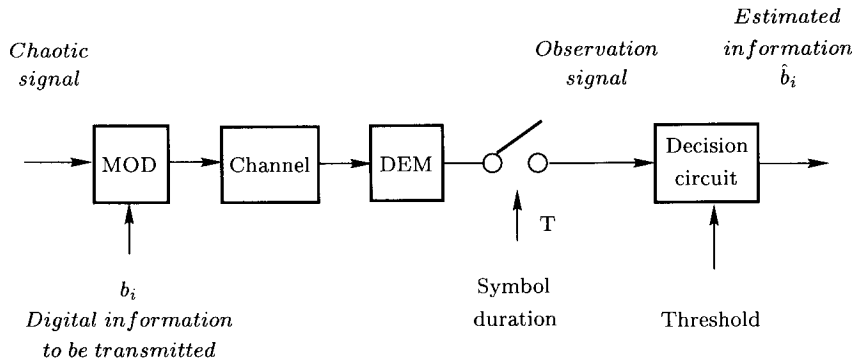 Chaotic
signal
Observation
signal
Estimated
information
b̂ᵢ
MOD
Channel
DEM
Decision
circuit
T
bᵢ
Digital information
to be transmitted
Symbol
duration
Threshold